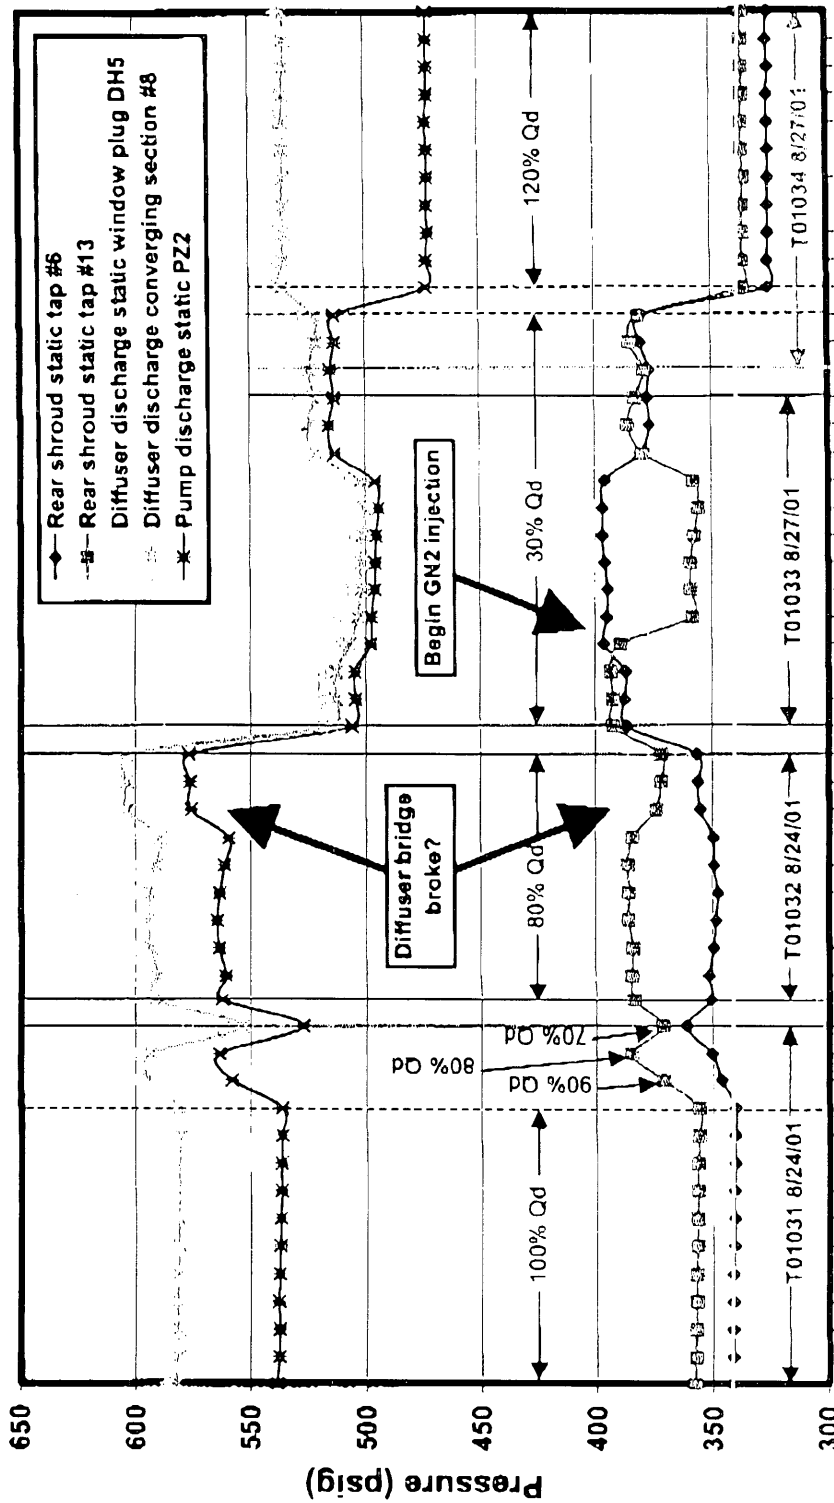 Pressure (psig)
650
600
550
500
450
400
350
300
Rear shroud static tap #6
Rear shroud static tap #13
Diffuser discharge static window plug DH5
Diffuser discharge converging section #8
Pump discharge static PZ2
Diffuser bridge
broke?
Begin GN2 injection
100% Qd
90% Qd
80% Qd
70% Qd
80% Qd
30% Qd
120% Qd
T01031 8/24/01
T01032 8/24/01
T01033 8/27/01
T01034 8/27/01